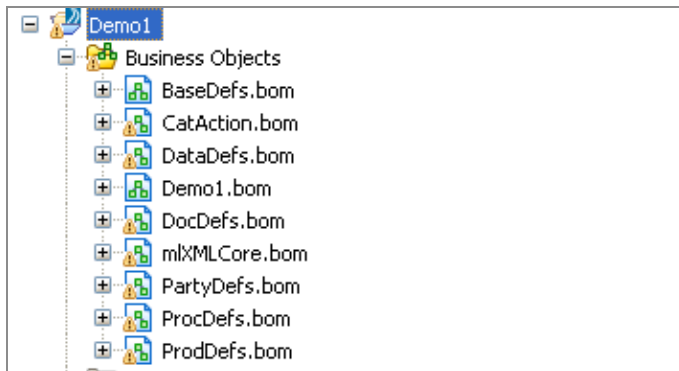 Demo1
Business Objects
BaseDefs.bom
CatAction.bom
DataDefs.bom
Demo1.bom
DocDefs.bom
mlXMLCore.bom
PartyDefs.bom
ProcDefs.bom
ProdDefs.bom